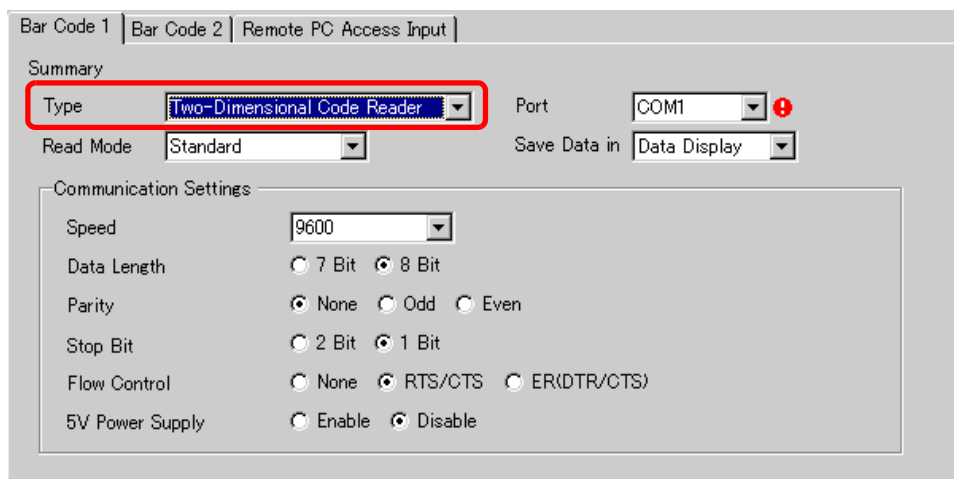 Bar Code 1 Bar Code 2 Remote PC Access Input
Summary
Type Two-Dimensional Code Reader Port COM1
Read Mode Standard Save Data in Data Display
Communication Settings
Speed 9600
Data Length 7 Bit 8 Bit
Parity None Odd Even
Stop Bit 2 Bit 1 Bit
Flow Control None RTS/CTS ER(DTR/CTS)
5V Power Supply Enable Disable